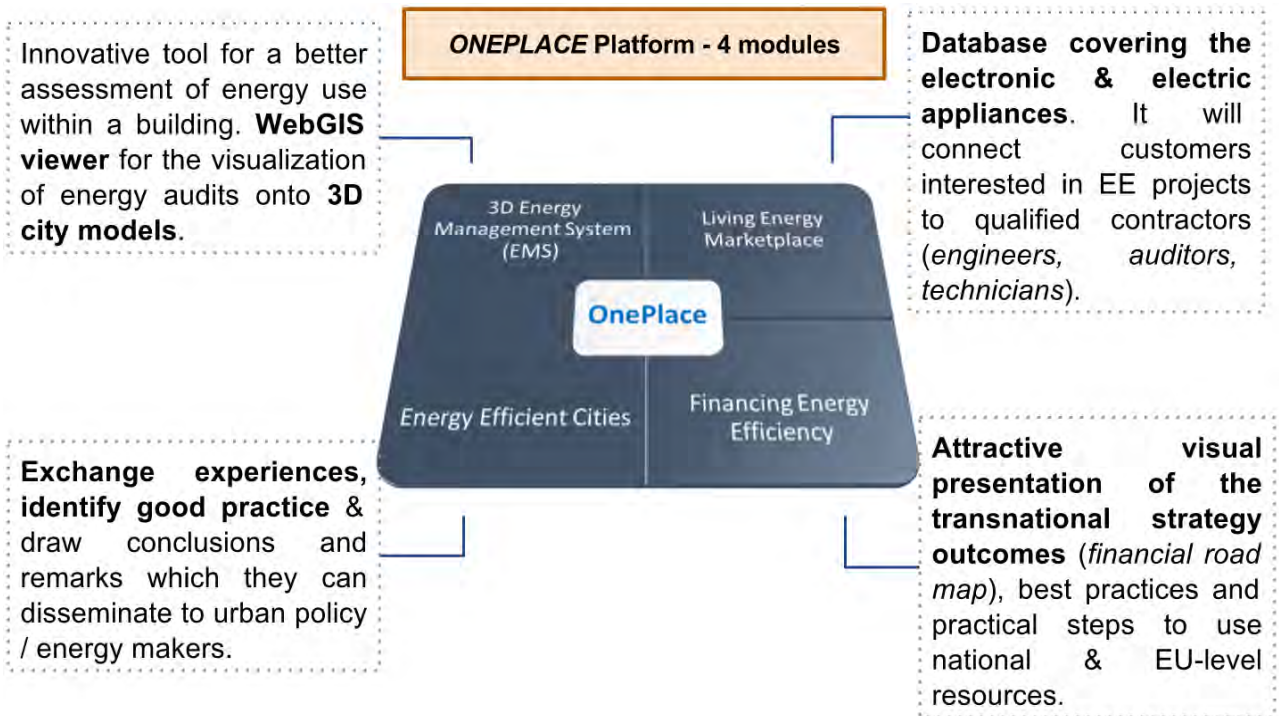 ONEPLACE Platform - 4 modules
Innovative tool for a better
assessment of energy use
within a building. WebGIS
viewer for the visualization
of energy audits onto 3D
city models.
Database covering the
electronic & electric
appliances. It will
connect customers
interested in EE projects
to qualified contractors
(engineers, auditors,
technicians).
3D Energy
Management System
(EMS)
Living Energy
Marketplace
OnePlace
Energy Efficient Cities
Financing Energy
Efficiency
Exchange experiences,
identify good practice &
draw conclusions and
remarks which they can
disseminate to urban policy
/ energy makers.
Attractive visual
presentation of the
transnational strategy
outcomes (financial road
map), best practices and
practical steps to use
national & EU-level
resources.